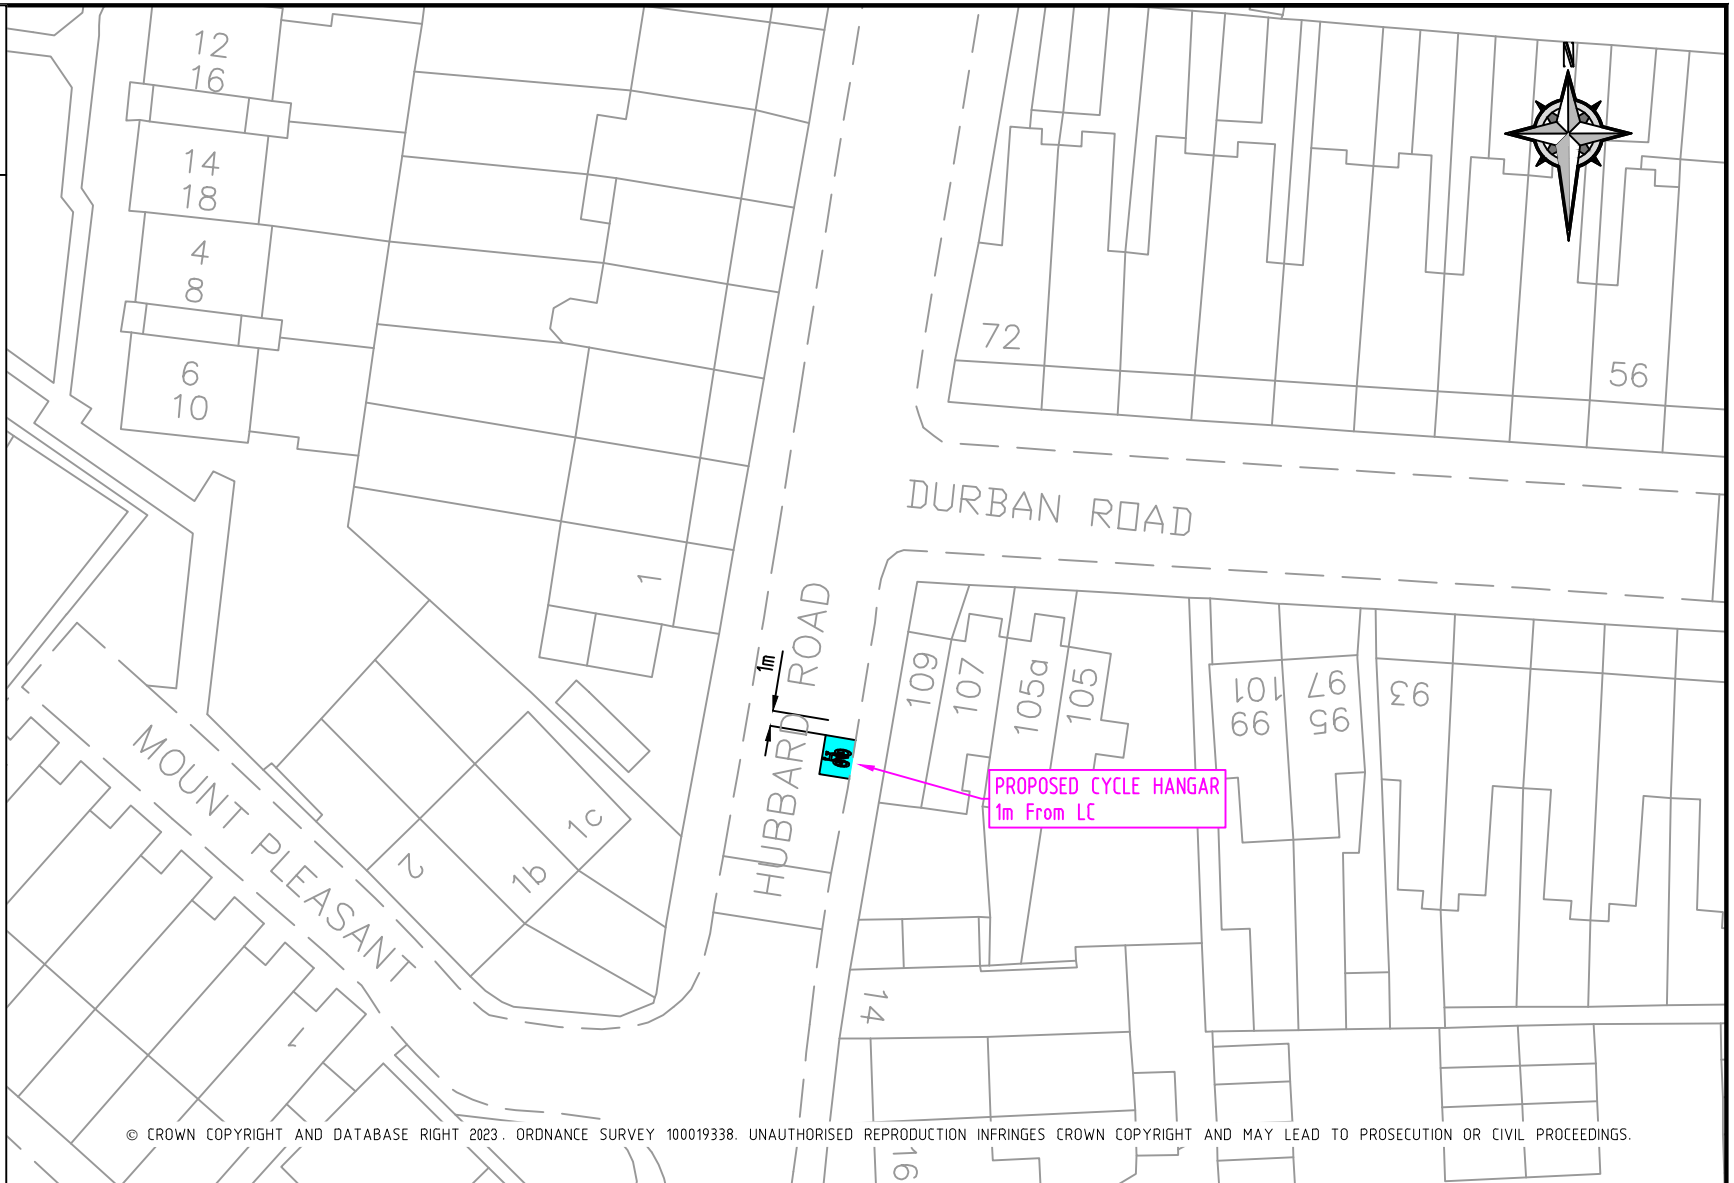 12
16
14
18
4
8
6
10
N
72
56
DURBAN ROAD
1
HUBBARD ROAD
1m
109
107
105a
105
101
99
97
95
93
PROPOSED CYCLE HANGAR
1m From LC
MOUNT PLEASANT
2
1b
1c
1
14
© CROWN COPYRIGHT AND DATABASE RIGHT 2023. ORDNANCE SURVEY 100019338. UNAUTHORISED REPRODUCTION INFRINGES CROWN COPYRIGHT AND MAY LEAD TO PROSECUTION OR CIVIL PROCEEDINGS.
16